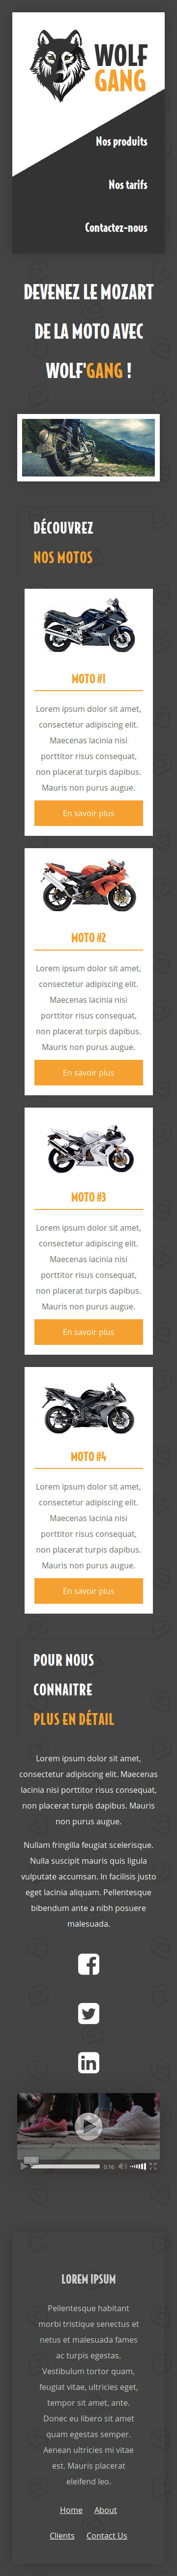 WOLF
GANG
Nos produits
Nos tarifs
Contactez-nous
DEVENEZ LE MOZART
DE LA MOTO AVEC
WOLF'GANG !
DÉCOUVREZ
NOS MOTOS
MOTO #1
Lorem ipsum dolor sit amet,
consectetur adipiscing elit.
Maecenas lacinia nisi
porttitor risus consequat,
non placerat turpis dapibus.
Mauris non purus augue.
En savoir plus
MOTO #2
Lorem ipsum dolor sit amet,
consectetur adipiscing elit.
Maecenas lacinia nisi
porttitor risus consequat,
non placerat turpis dapibus.
Mauris non purus augue.
En savoir plus
MOTO #3
Lorem ipsum dolor sit amet,
consectetur adipiscing elit.
Maecenas lacinia nisi
porttitor risus consequat,
non placerat turpis dapibus.
Mauris non purus augue.
En savoir plus
MOTO #4
Lorem ipsum dolor sit amet,
consectetur adipiscing elit.
Maecenas lacinia nisi
porttitor risus consequat,
non placerat turpis dapibus.
Mauris non purus augue.
En savoir plus
POUR NOUS
CONNAITRE
PLUS EN DÉTAIL
Lorem ipsum dolor sit amet,
consectetur adipiscing elit. Maecenas
lacinia nisi porttitor risus consequat,
non placerat turpis dapibus. Mauris
non purus augue.
Nullam fringilla feugiat scelerisque.
Nulla suscipit mauris quis ligula
vulputate accumsan. In facilisis justo
eget lacinia aliquam. Pellentesque
bibendum ante a nibh posuere
malesuada.
0:16
LOREM IPSUM
Pellentesque habitant
morbi tristique senectus et
netus et malesuada fames
ac turpis egestas.
Vestibulum tortor quam,
feugiat vitae, ultricies eget,
tempor sit amet, ante.
Donec eu libero sit amet
quam egestas semper.
Aenean ultricies mi vitae
est. Mauris placerat
eleifend leo.
Home About
Clients Contact Us